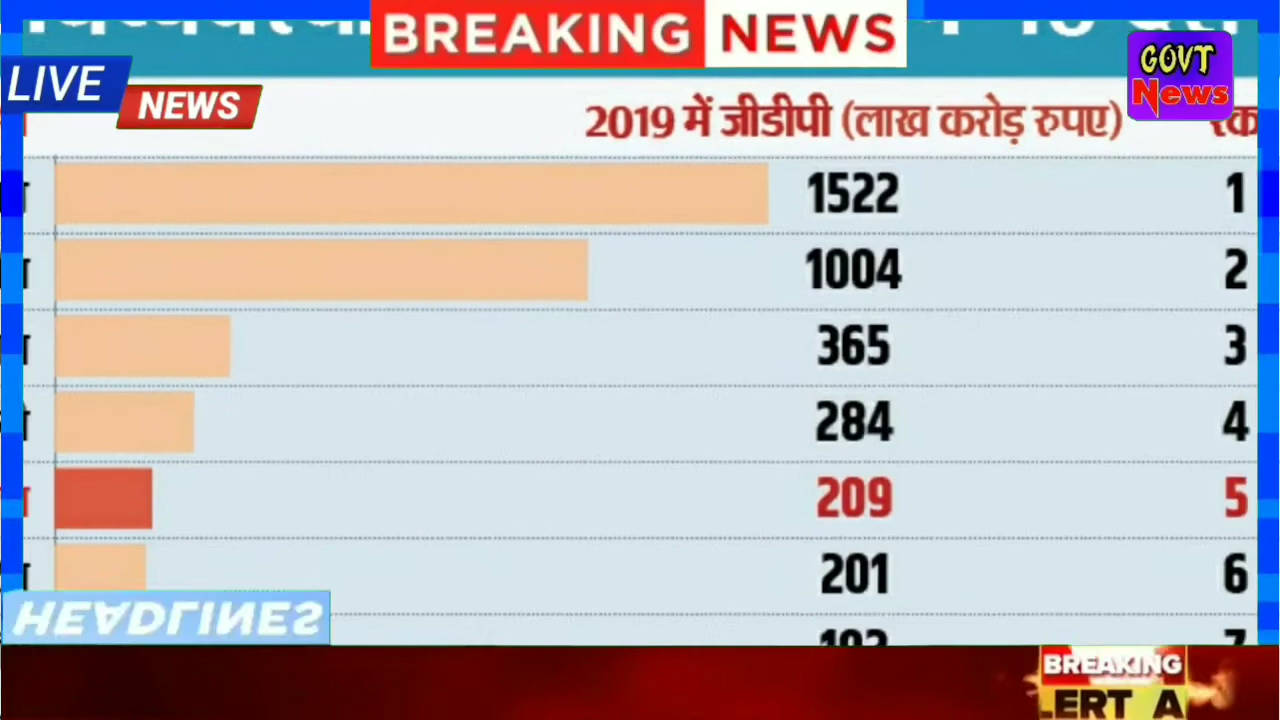 BREAKING NEWS
GOVT
News
LIVE
NEWS
2019 में जीडीपी (लाख करोड़ रुपए)
1522 1
1004 2
365 3
284 4
209 5
201 6
HEADLINES
BREAKING
LERT A